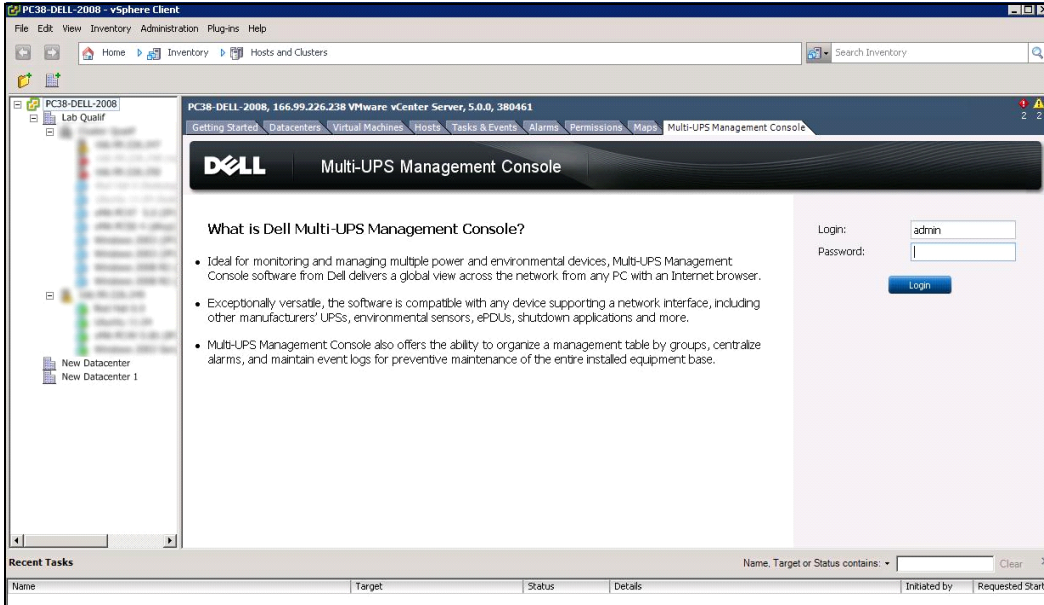 PC38-DELL-2008 - vSphere Client
File Edit View Inventory Administration Plug-ins Help
Home Inventory Hosts and Clusters
Search Inventory
PC38-DELL-2008
Lab Qualif
New Datacenter
New Datacenter 1
PC38-DELL-2008, 166.99.226.238 VMware vCenter Server, 5.0.0, 380461
2 2
Getting Started Datacenters Virtual Machines Hosts Tasks & Events Alarms Permissions Maps Multi-UPS Management Console
DELL Multi-UPS Management Console
What is Dell Multi-UPS Management Console?
• Ideal for monitoring and managing multiple power and environmental devices, Multi-UPS Management
Console software from Dell delivers a global view across the network from any PC with an Internet browser.
• Exceptionally versatile, the software is compatible with any device supporting a network interface, including
other manufacturers' UPSs, environmental sensors, ePDUs, shutdown applications and more.
• Multi-UPS Management Console also offers the ability to organize a management table by groups, centralize
alarms, and maintain event logs for preventive maintenance of the entire installed equipment base.
Login: admin
Password:
Login
Recent Tasks
Name, Target or Status contains: Clear
Name Target Status Details Initiated by Requested Start